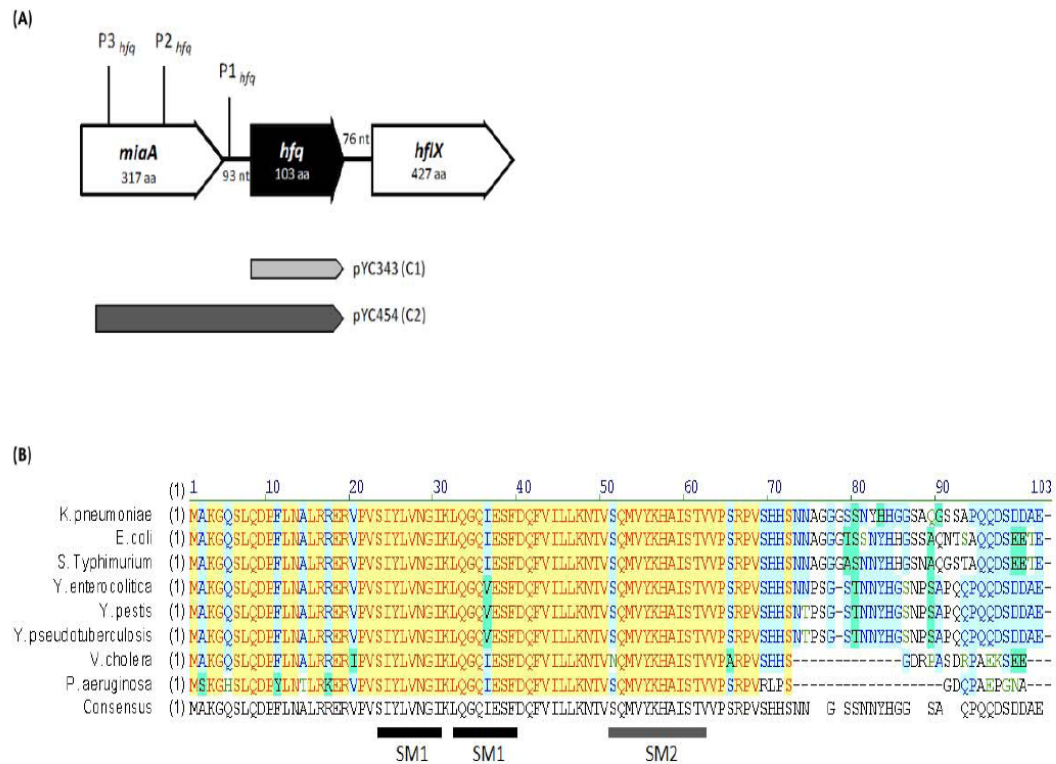 (A)
P3 hfq
P2 hfq
P1 hfq
miaA
317 aa
93 nt
hfq
103 aa
76 nt
hflX
427 aa
pYC343 (C1)
pYC454 (C2)
(B)
(1) 1 10 20 30 40 50 60 70 80 90 103
K.pneumoniae (1) MAKGQSLQDPFLNALRRERVPVSIYLVNGIKLQGQIESFDQFVILLKNTVSQMVYKHAISTVVPSRPVSHHSNNAGGGSSNYHHGGSAQGSSAPQQDSDDAE-
E.coli (1) MAKGQSLQDPFLNALRRERVPVSIYLVNGIKLQGQIESFDQFVILLKNTVSQMVYKHAISTVVPSRPVSHHSNNAGGGTSSNYHHGSSAQNTSAQQDSEETE-
S.Typhimurium (1) MAKGQSLQDPFLNALRRERVPVSIYLVNGIKLQGQIESFDQFVILLKNTVSQMVYKHAISTVVPSRPVSHHSNNAGGGASNNYHHGSNAQGSTAQQDSEETE-
Y.enterocolitica (1) MAKGQSLQDPFLNALRRERVPVSIYLVNGIKLQGQVESFDQFVILLKNTVSQMVYKHAISTVVPSRPVSHHSNNPSG-STNNYHGSNPSAPQQPQQDSDDAE-
Y.pestis (1) MAKGQSLQDPFLNALRRERVPVSIYLVNGIKLQGQVESFDQFVILLKNTVSQMVYKHAISTVVPSRPVSHHSNTPSG-STNNYHGSNPSAPQQPQQDSDDAE-
Y.pseudotuberculosis (1) MAKGQSLQDPFLNALRRERVPVSIYLVNGIKLQGQVESFDQFVILLKNTVSQMVYKHAISTVVPSRPVSHHSNTPSG-STNNYHGSNPSAPQQPQQDSDDAE-
V.cholera (1) MAKGQSLQDPFLNALRRERIPVSIYLVNGIKLQGQIESFDQFVILLKNTVNQMVYKHAISTVVPARPVSHHS-------------GDRPASDRPAEKSEE--
P.aeruginosa (1) MSKGHSLQDPYLNTLRKERVPVSIYLVNGIKLQGQIESFDQFVILLKNTVSQMVYKHAISTVVPSRPVRLPS------------------GDQPAEPGNA---
Consensus (1) MAKGQSLQDPFLNALRRERVPVSIYLVNGIKLQGQIESFDQFVILLKNTVSQMVYKHAISTVVPSRPVSHHSNN G SSNNYHGG SA QPQQDSDDAE
SM1 SM1 SM2